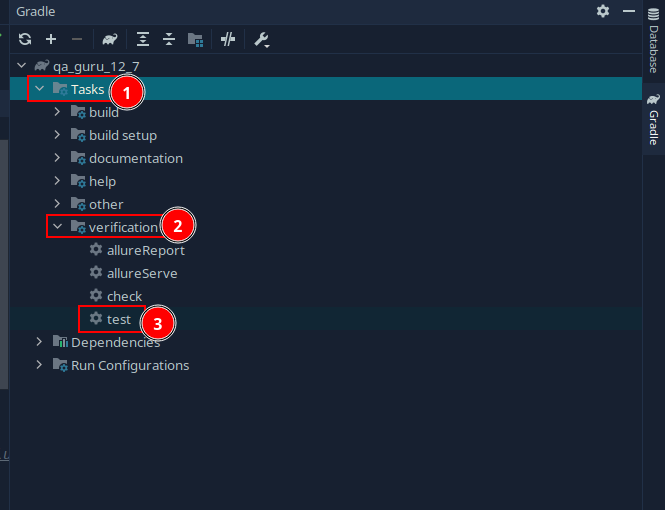 Gradle
Database
Gradle
qa_guru_12_7
Tasks
1
build
build setup
documentation
help
other
verification
2
allureReport
allureServe
check
test
3
Dependencies
Run Configurations